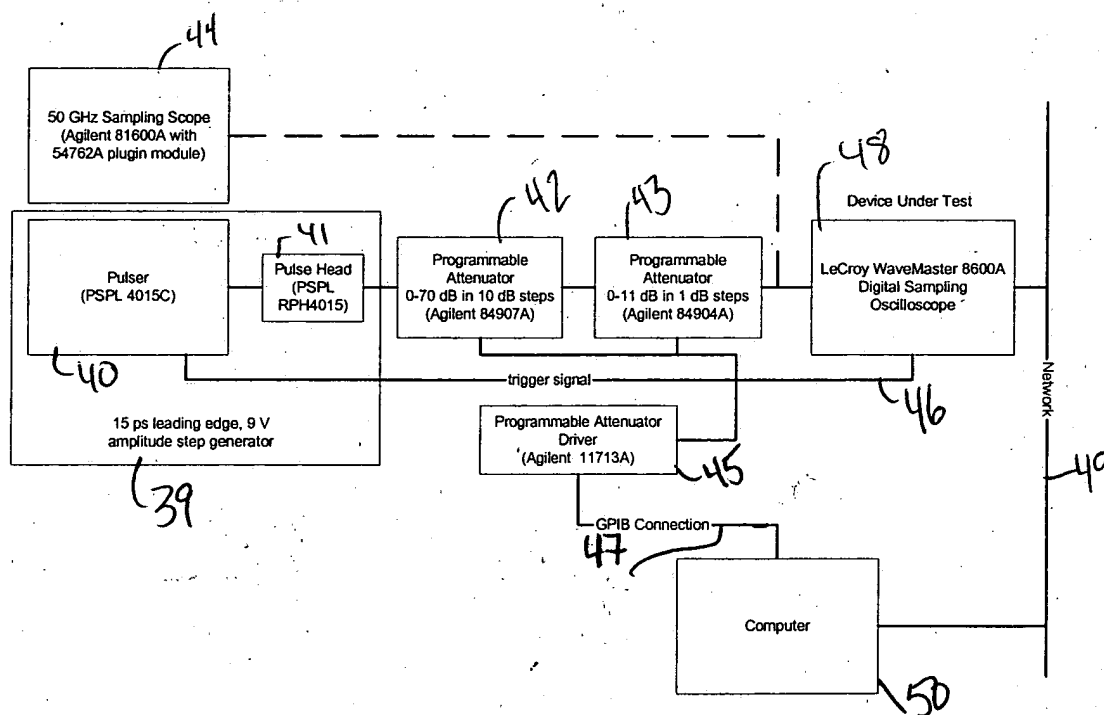 44
50 GHz Sampling Scope
(Agilent 81600A with
54762A plugin module)
42
43
48
Device Under Test
41
Pulser
(PSPL 4015C)
Pulse Head
(PSPL
RPH4015)
Programmable
Attenuator
0-70 dB in 10 dB steps
(Agilent 84907A)
Programmable
Attenuator
0-11 dB in 1 dB steps
(Agilent 84904A)
LeCroy WaveMaster 8600A
Digital Sampling
Oscilloscope
40
trigger signal
46
Network
15 ps leading edge, 9 V
amplitude step generator
39
Programmable Attenuator
Driver
(Agilent 11713A)
45
49
GPIB Connection
47
Computer
50